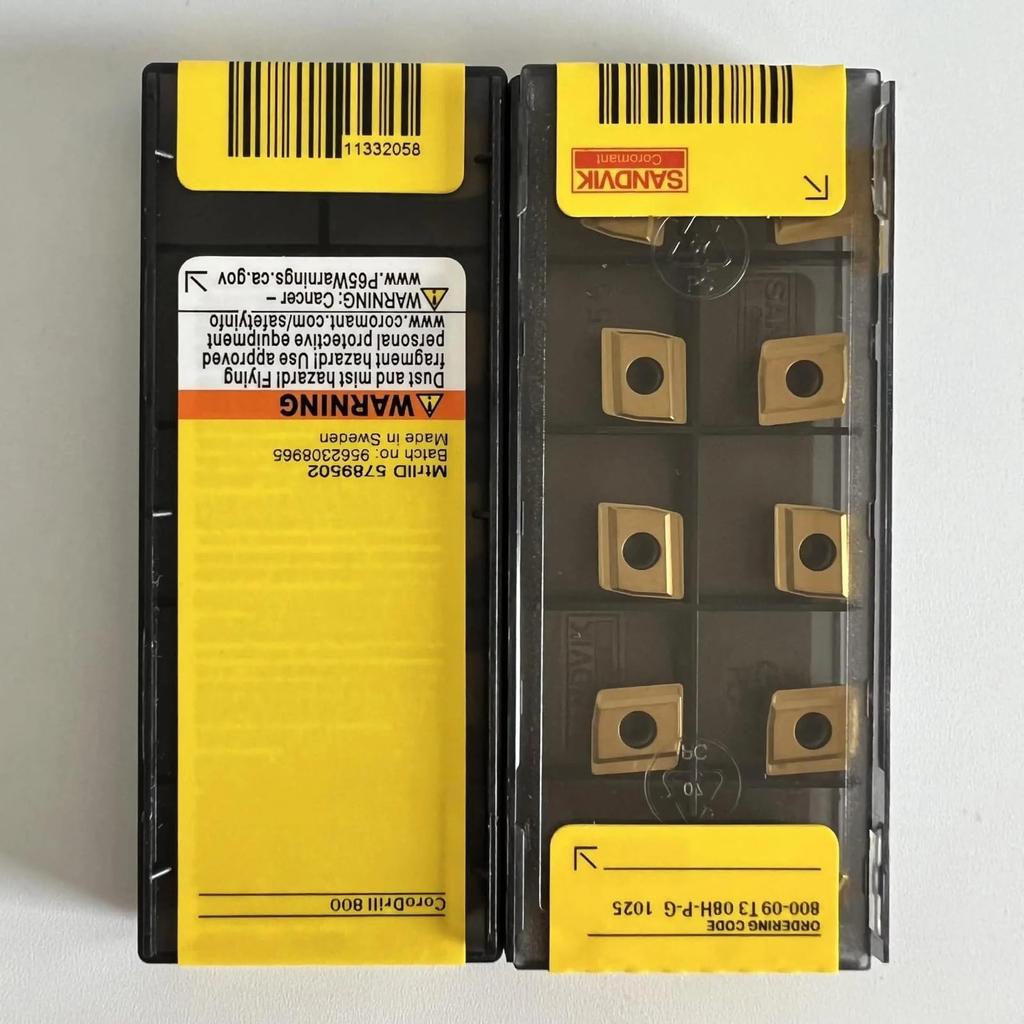 11332058
CoroDrill 800
MtrlID 5789502
Batch no: 9562308965
Made in Sweden
WARNING
Dust and mist hazard! Flying
fragment hazard! Use approved
personal protective equipment
www.coromant.com/safetyinfo
WARNING: Cancer –
www.P65Warnings.ca.gov
ORDERING CODE
800-09 T3 08H-P-G 1025
SANDVIK
Coromant